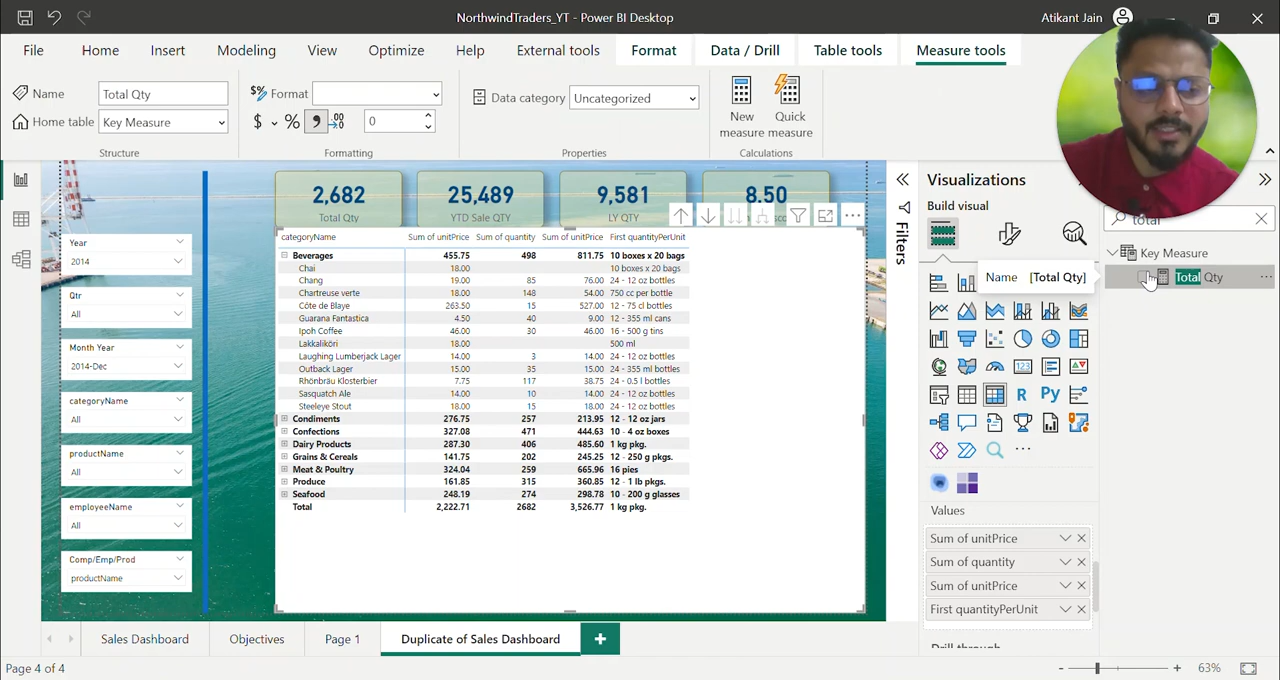 NorthwindTraders_YT - Power BI Desktop
Atikant Jain
File Home Insert Modeling View Optimize Help External tools Format Data / Drill Table tools Measure tools
Name Total Qty
Home table Key Measure
Structure
Format
$ % , .00 0
Formatting
Data category Uncategorized
Properties
New measure
Quick measure
Calculations
Year
2014
Qtr
All
Month Year
2014-Dec
categoryName
All
productName
All
employeeName
All
Comp/Emp/Prod
productName
2,682
Total Qty
25,489
YTD Sale QTY
9,581
LY QTY
8.50
categoryName Sum of unitPrice Sum of quantity Sum of unitPrice First quantityPerUnit
Beverages 455.75 498 811.75 10 boxes x 20 bags
Chai 18.00 10 boxes x 20 bags
Chang 19.00 85 76.00 24 - 12 oz bottles
Chartreuse verte 18.00 148 54.00 750 cc per bottle
Côte de Blaye 263.50 15 527.00 12 - 75 cl bottles
Guarana Fantastica 4.50 40 9.00 12 - 355 ml cans
Ipoh Coffee 46.00 30 46.00 16 - 500 g tins
Lakkalikööri 18.00 500 ml
Laughing Lumberjack Lager 14.00 3 14.00 24 - 12 oz bottles
Outback Lager 15.00 35 15.00 24 - 355 ml bottles
Rhönbräu Klosterbier 7.75 117 38.75 24 - 0.5 l bottles
Sasquatch Ale 14.00 10 14.00 24 - 12 oz bottles
Steeleye Stout 18.00 15 18.00 24 - 12 oz bottles
Condiments 276.75 257 213.95 12 - 12 oz jars
Confections 327.08 471 444.63 10 - 4 oz boxes
Dairy Products 287.30 406 485.60 1 kg pkg.
Grains & Cereals 141.75 202 245.25 12 - 250 g pkgs.
Meat & Poultry 324.04 259 665.96 16 pies
Produce 161.85 315 360.85 12 - 1 lb pkgs.
Seafood 248.19 274 298.78 10 - 200 g glasses
Total 2,222.71 2682 3,526.77 1 kg pkg.
Filters
Visualizations
Build visual
Name [Total Qty]
123
R Py
Values
Sum of unitPrice
Sum of quantity
Sum of unitPrice
First quantityPerUnit
total
Key Measure
Total Qty
Sales Dashboard Objectives Page 1 Duplicate of Sales Dashboard +
Page 4 of 4
- + 63%